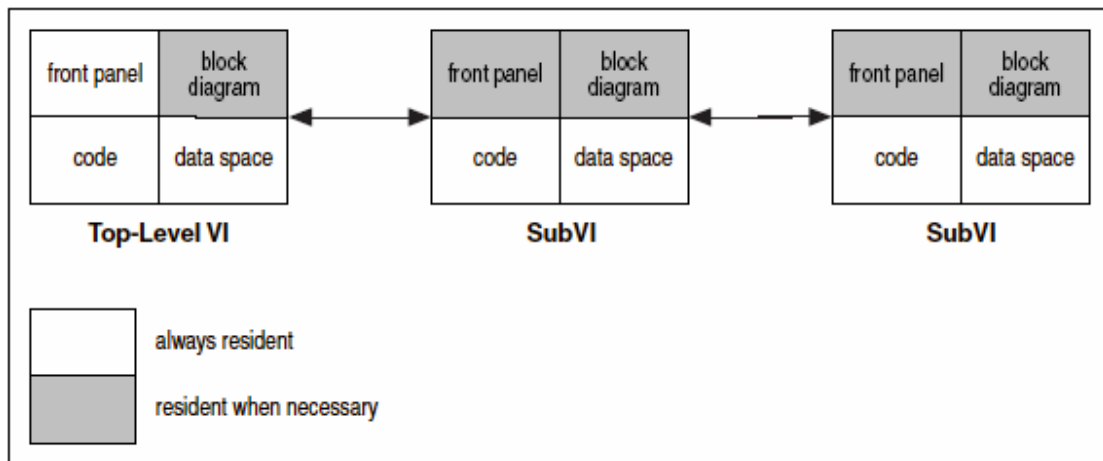 front panel
block
diagram
code
data space
Top-Level VI
front panel
block
diagram
code
data space
SubVI
front panel
block
diagram
code
data space
SubVI
always resident
resident when necessary